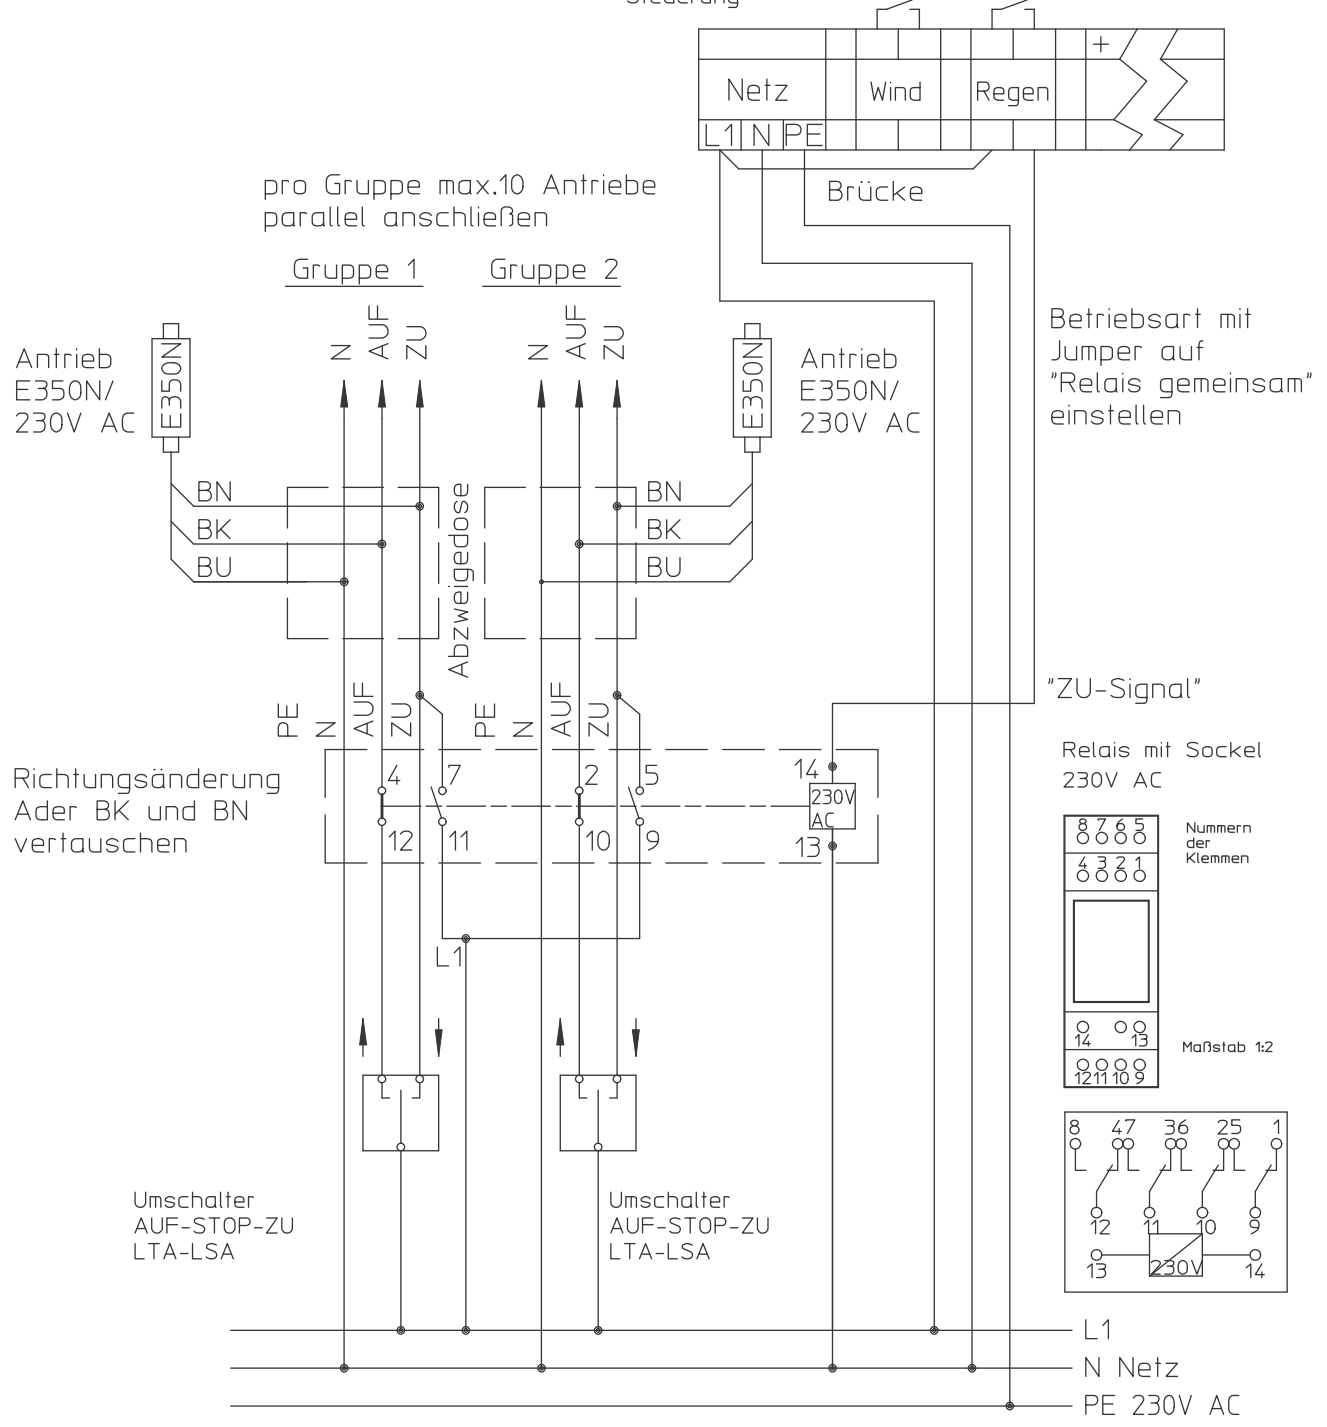 Steuerung
+
Netz
Wind
Regen
L1 N PE
Brücke
pro Gruppe max.10 Antriebe
parallel anschließen
Gruppe 1
Gruppe 2
N
AUF
ZU
N
AUF
ZU
Antrieb
E350N/
230V AC
E350N
E350N
Antrieb
E350N/
230V AC
Betriebsart mit
Jumper auf
"Relais gemeinsam"
einstellen
BN
BK
BU
Abzweigedose
BN
BK
BU
PE
N
AUF
ZU
PE
N
AUF
ZU
"ZU-Signal"
Richtungsänderung
Ader BK und BN
vertauschen
4 7
12 11
2 5
10 9
14
230V
AC
13
L1
Relais mit Sockel
230V AC
8 7 6 5
4 3 2 1
Nummern
der
Klemmen
14 13
12 11 10 9
Maßstab 1:2
8 47 36 25 1
12 11 10 9
13 230V 14
Umschalter
AUF-STOP-ZU
LTA-LSA
Umschalter
AUF-STOP-ZU
LTA-LSA
L1
N Netz
PE 230V AC